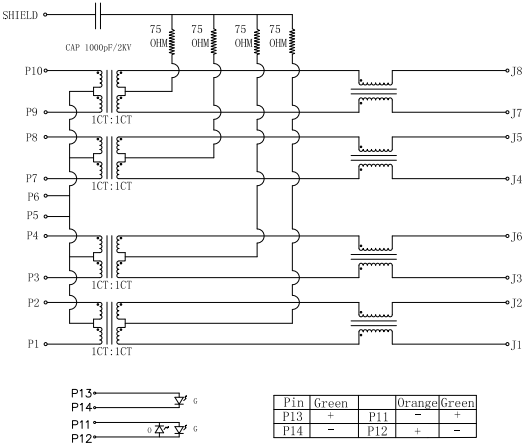 SHIELD
75 OHM 75 OHM 75 OHM 75 OHM
CAP 1000pF/2KV
P10 J8
P9 1CT:1CT J7
P8 J5
P7 1CT:1CT J4
P6
P5
P4 J6
P3 1CT:1CT J3
P2 J2
P1 1CT:1CT J1
P13 G
P14
P11 O G
P12
Pin Green Orange Green
P13 + P11 − +
P14 − P12 + −